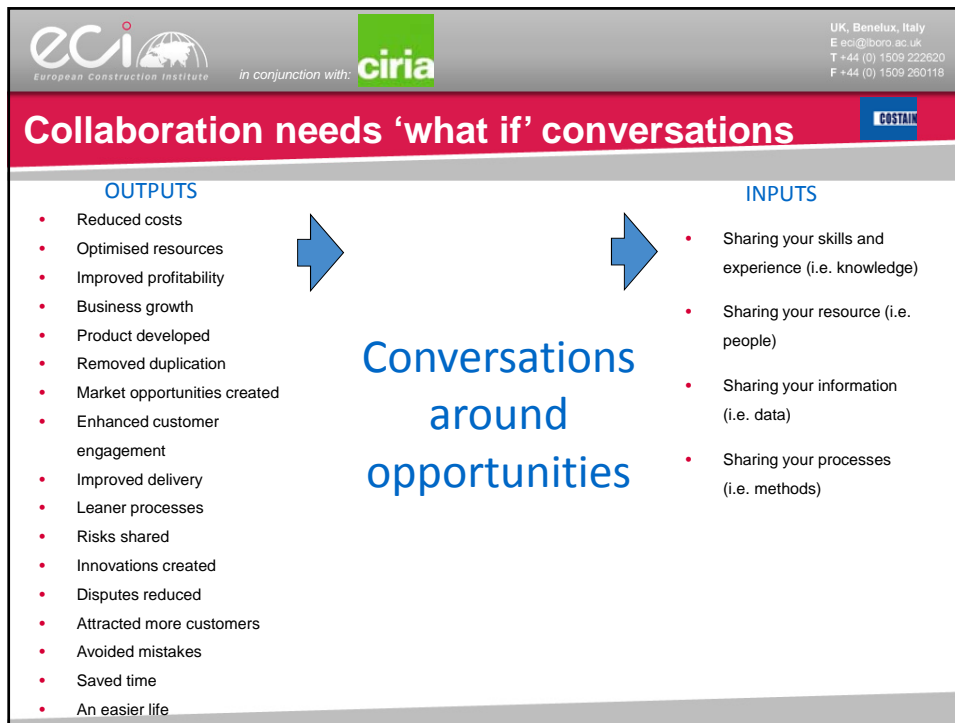 eci
European Construction Institute
in conjunction with:
ciria
UK, Benelux, Italy
E eci@lboro.ac.uk
T +44 (0) 1509 222620
F +44 (0) 1509 260118
Collaboration needs ‘what if’ conversations
COSTAIN
OUTPUTS
• Reduced costs
• Optimised resources
• Improved profitability
• Business growth
• Product developed
• Removed duplication
• Market opportunities created
• Enhanced customer
engagement
• Improved delivery
• Leaner processes
• Risks shared
• Innovations created
• Disputes reduced
• Attracted more customers
• Avoided mistakes
• Saved time
• An easier life
Conversations
around
opportunities
INPUTS
• Sharing your skills and
experience (i.e. knowledge)
• Sharing your resource (i.e.
people)
• Sharing your information
(i.e. data)
• Sharing your processes
(i.e. methods)